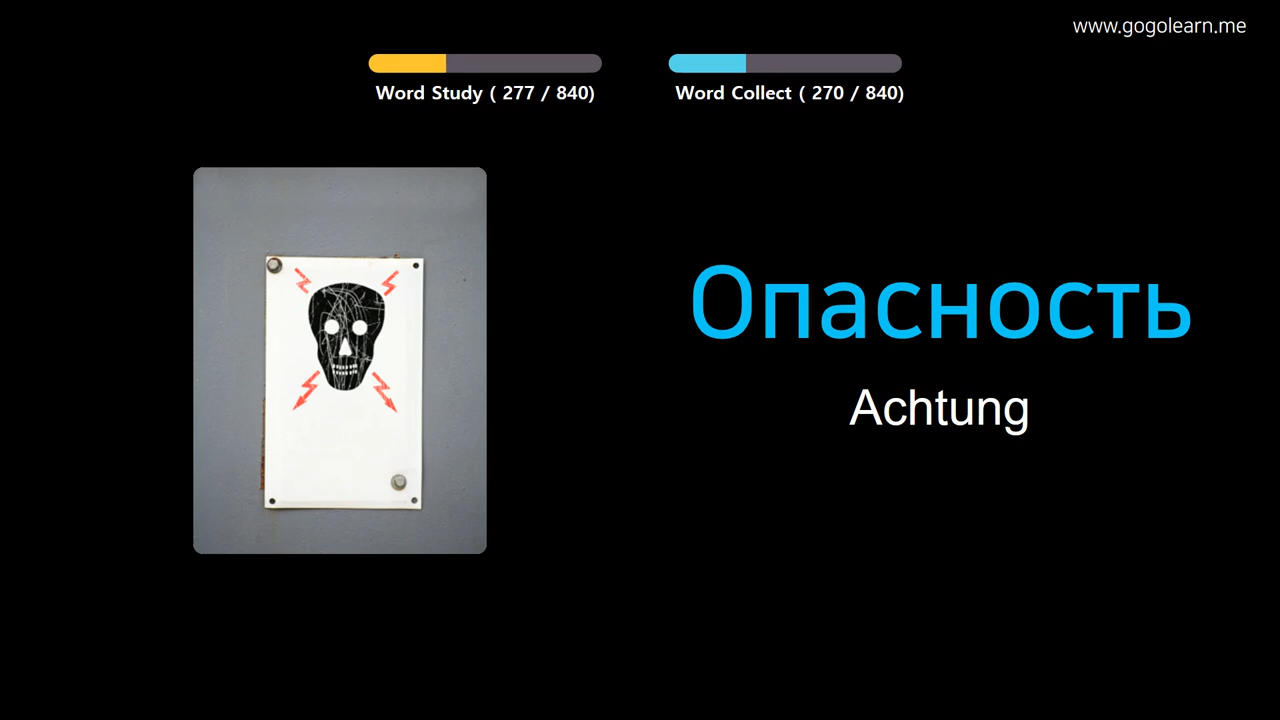 www.gogolearn.me
Word Study ( 277 / 840)
Word Collect ( 270 / 840)
Опасность
Achtung